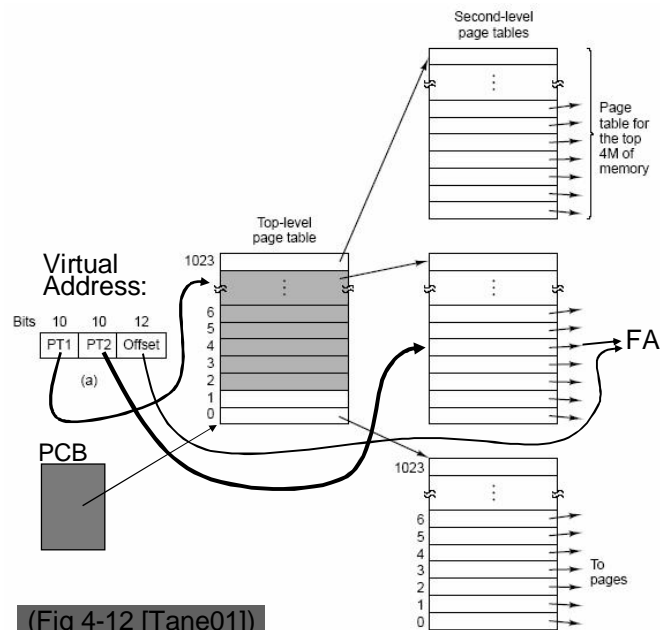 Second-level
page tables
Page
table for
the top
4M of
memory
Top-level
page table
1023
6
5
4
3
2
1
0
Virtual
Address:
Bits 10 10 12
PT1 PT2 Offset
(a)
FA
PCB
1023
6
5
4
3
2
1
0
To
pages
(Fig 4-12 [Tane01])